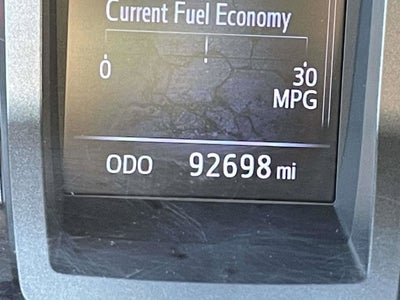 Current Fuel Economy
0 30
MPG
ODO 92698 mi